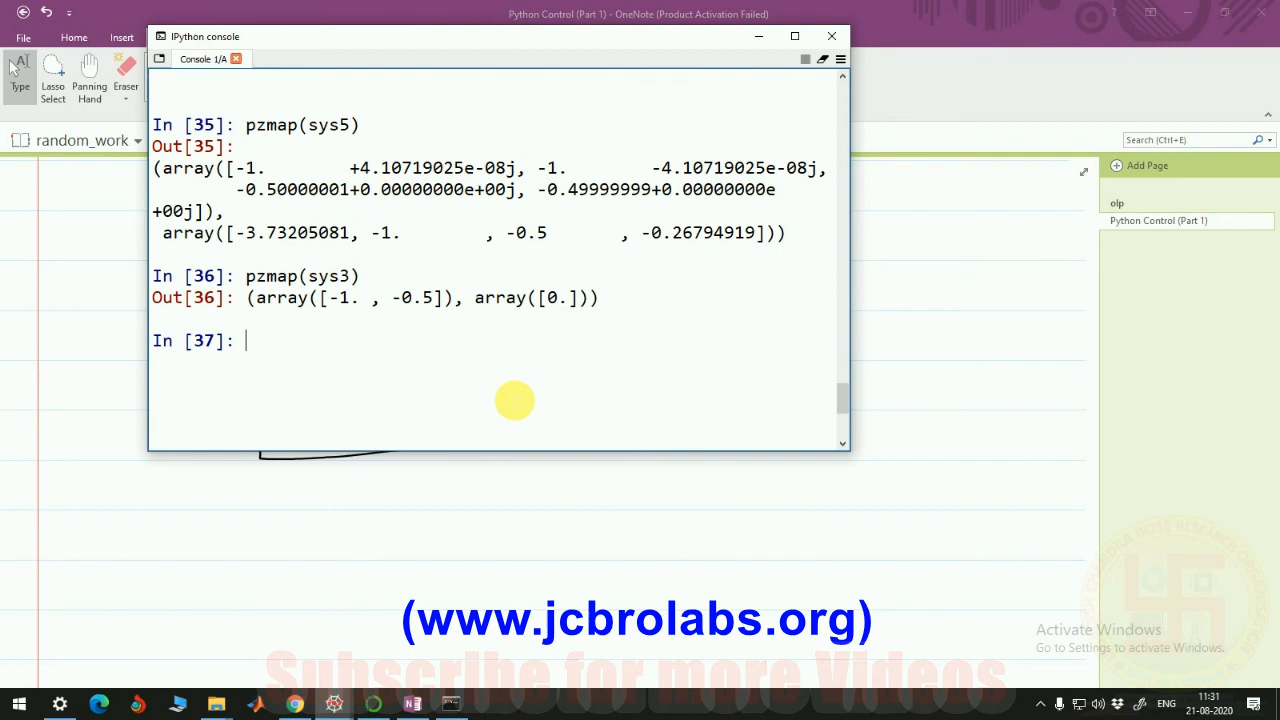 Python Control (Part 1) - OneNote (Product Activation Failed)
?
File
Home
Insert
IPython console
Console 1/A
Type
Lasso
Select
Panning
Hand
Eraser
random_work
Search (Ctrl+E)
Add Page
olp
Python Control (Part 1)
In [35]: pzmap(sys5)
Out[35]:
(array([-1.        +4.10719025e-08j, -1.        -4.10719025e-08j,
-0.50000001+0.00000000e+00j, -0.49999999+0.00000000e
+00j]),
array([-3.73205081, -1.        , -0.5       , -0.26794919]))
In [36]: pzmap(sys3)
Out[36]: (array([-1. , -0.5]), array([0.]))
In [37]:
(www.jcbrolabs.org)
Activate Windows
Go to Settings to activate Windows.
Subscribe for more Videos
ENG
11:31
21-08-2020